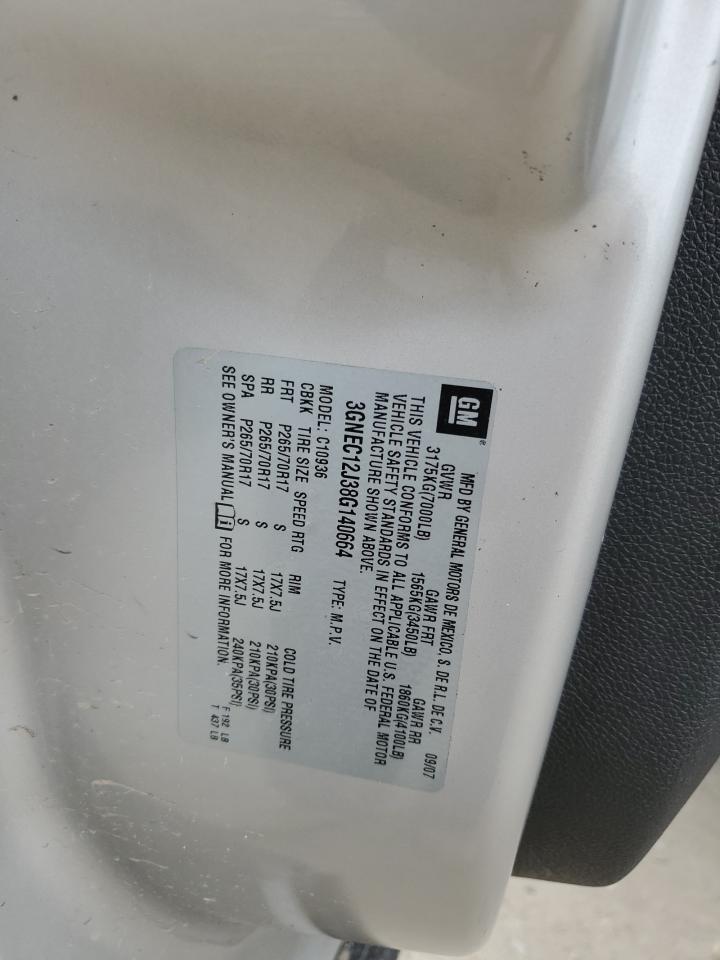 GM®
MFD BY GENERAL MOTORS DE MEXICO, S. DE R.L. DE C.V. 09/07
GVWR GAWR FRT GAWR RR
3175KG(7000LB) 1565KG(3450LB) 1860KG(4100LB)
THIS VEHICLE CONFORMS TO ALL APPLICABLE U.S. FEDERAL MOTOR
VEHICLE SAFETY STANDARDS IN EFFECT ON THE DATE OF
MANUFACTURE SHOWN ABOVE.
3GNEC12J38G140664 TYPE: M.P.V.
MODEL: C10936
CBKK TIRE SIZE SPEED RTG RIM COLD TIRE PRESSURE
FRT P265/70R17 S 17X7.5J 210KPA(30PSI)
RR P265/70R17 S 17X7.5J 210KPA(30PSI)
SPA P265/70R17 S 17X7.5J 240KPA(35PSI)
SEE OWNER'S MANUAL i FOR MORE INFORMATION.
F 192 LB
T 437 LB